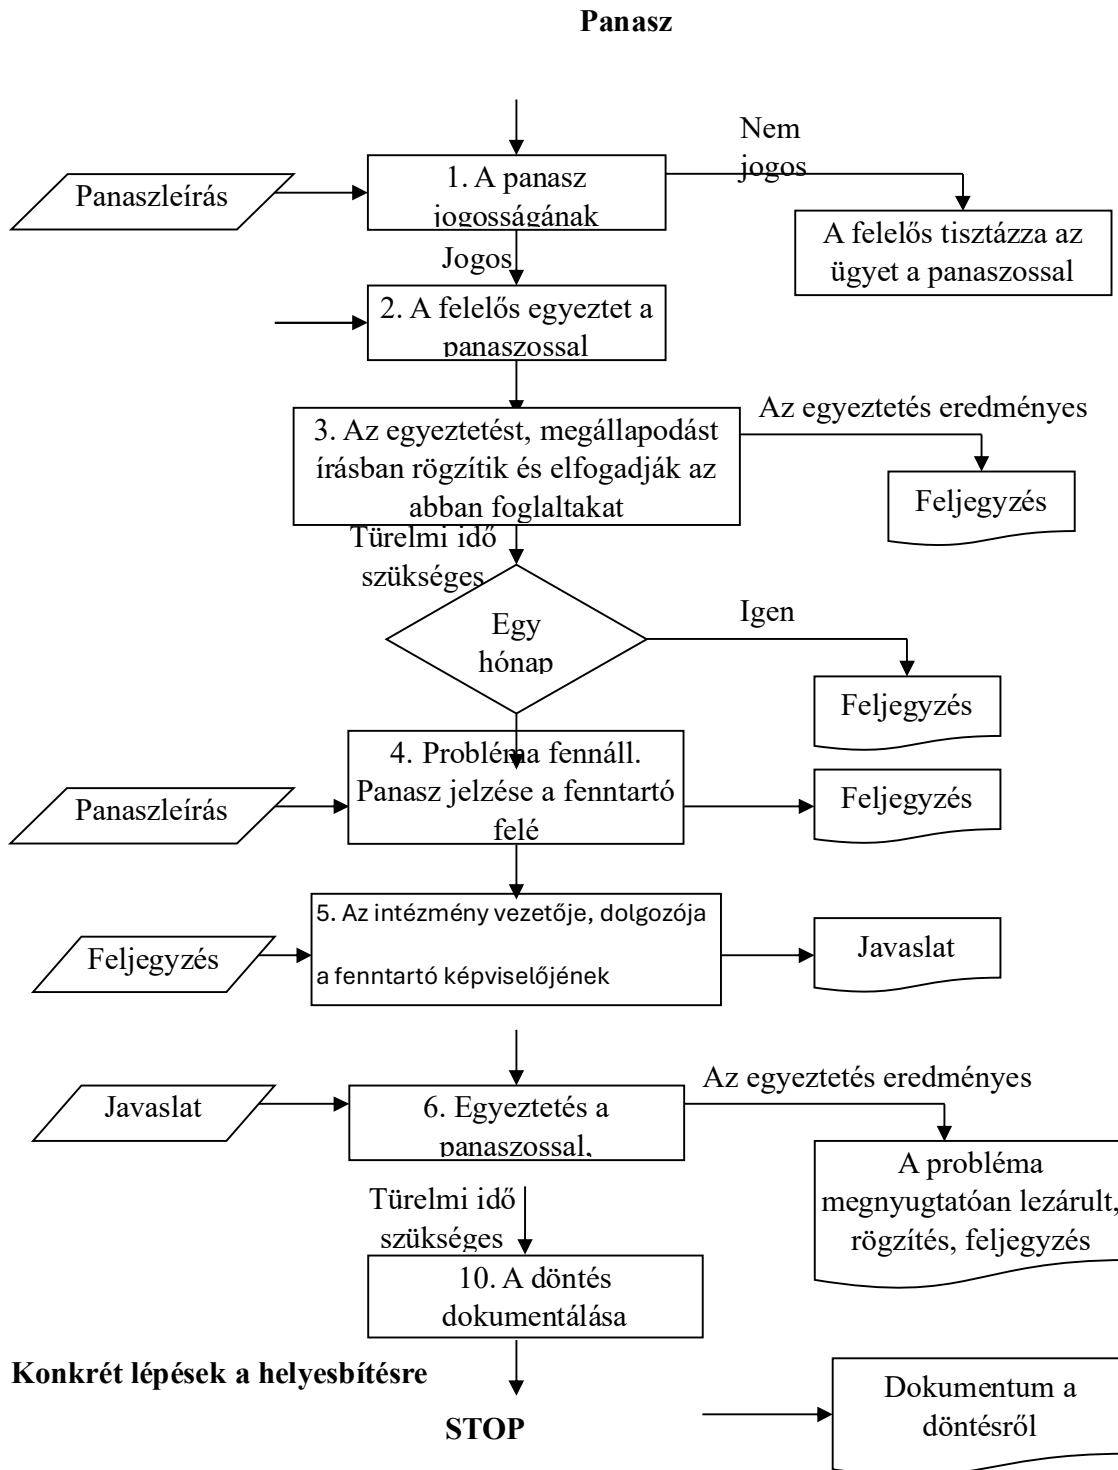 Panasz
Nem
jogos
Panaszleírás
1. A panasz
jogosságának
A felelős tisztázza az
ügyet a panaszossal
Jogos
2. A felelős egyeztet a
panaszossal
Az egyeztetés eredményes
3. Az egyeztetést, megállapodást
írásban rögzítik és elfogadják az
abban foglaltakat
Feljegyzés
Türelmi idő
szükséges
Egy
hónap
Igen
Feljegyzés
4. Probléma fennáll.
Panasz jelzése a fenntartó
felé
Panaszleírás
Feljegyzés
5. Az intézmény vezetője, dolgozója
a fenntartó képviselőjének
Feljegyzés
Javaslat
Az egyeztetés eredményes
Javaslat
6. Egyeztetés a
panaszossal,
A probléma
megnyugtatóan lezárult,
rögzítés, feljegyzés
Türelmi idő
szükséges
10. A döntés
dokumentálása
Konkrét lépések a helyesbítésre
Dokumentum a
döntésről
STOP